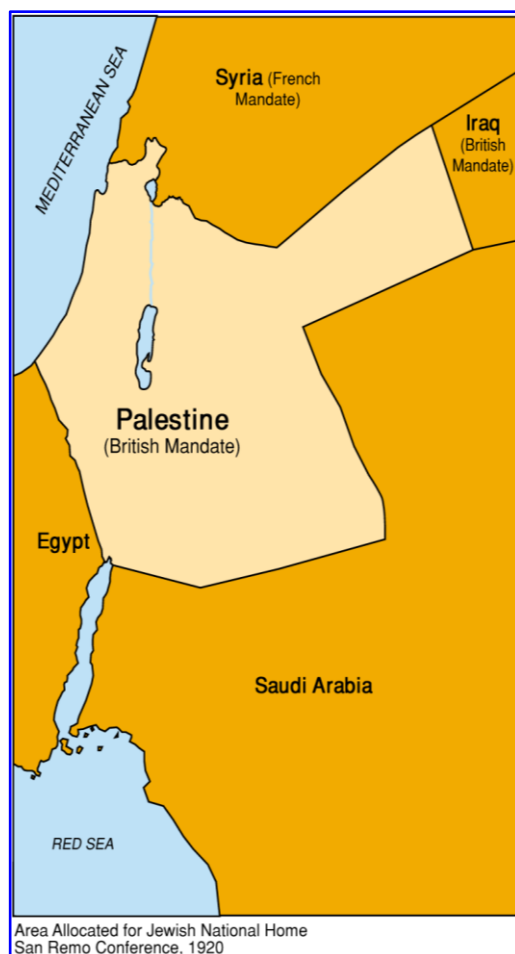 MEDITERRANEAN SEA
Syria (French
Mandate)
Iraq
(British
Mandate)
Palestine
(British Mandate)
Egypt
Saudi Arabia
RED SEA
Area Allocated for Jewish National Home
San Remo Conference, 1920